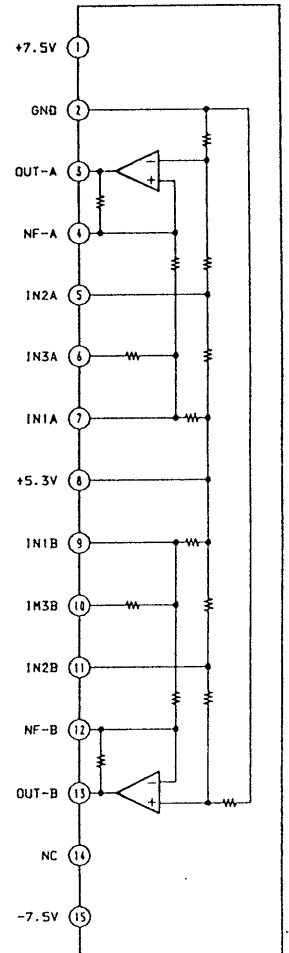 +7.5V 1
GND 2
OUT-A 3
NF-A 4
IN2A 5
IN3A 6
IN1A 7
+5.3V 8
IN1B 9
IM3B 10
IN2B 11
NF-B 12
OUT-B 13
NC 14
-7.5V 15
-
+
-
+